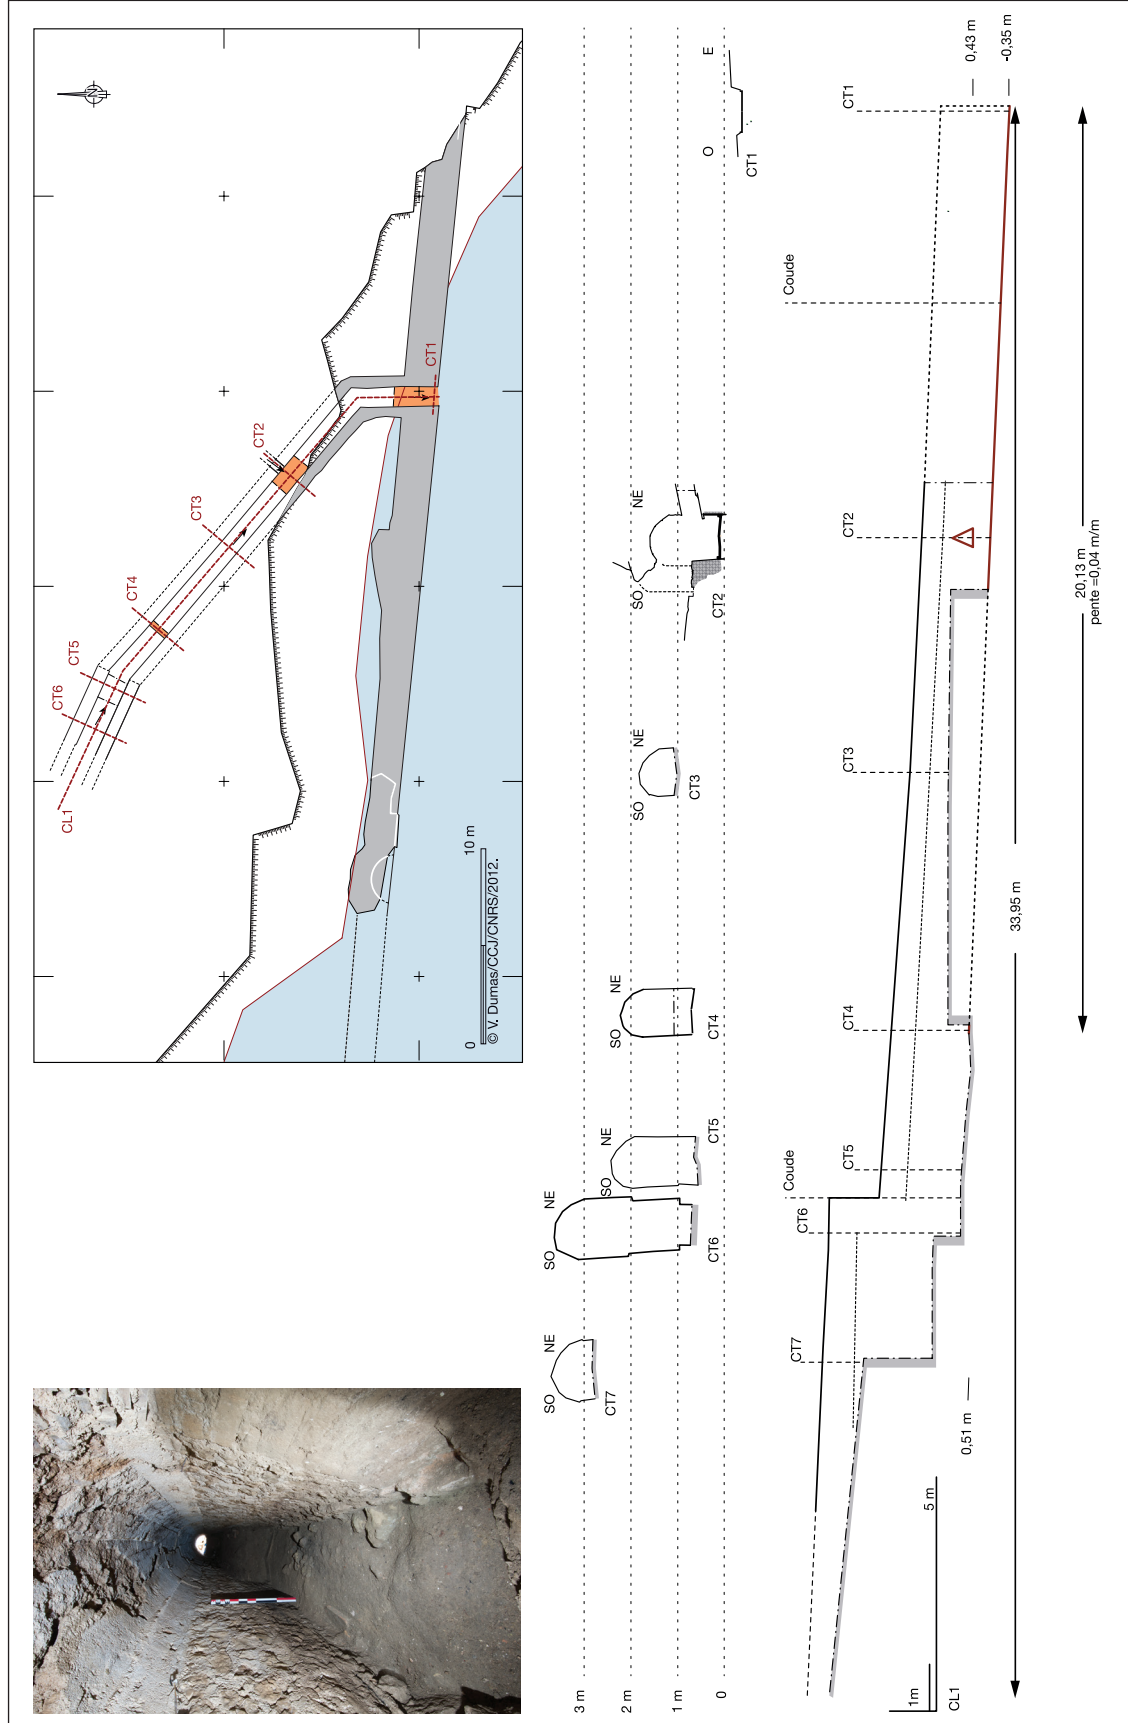 N
CL1
CT6
CT5
CT4
CT3
CT2
CT1
0 10 m
© V. Dumas/CCJ/CNRS/2012.
3 m
2 m
1 m
0
SO NE
CT7
SO NE
CT6
SO NE
CT5
SO NE
CT4
SO NE
CT3
SO NE
CT2
O E
CT1
Coude
Coude
CT7
CT6
CT5
CT4
CT3
CT2
CT1
0,51 m
0,43 m
-0,35 m
1m
5 m
CL1
33,95 m
20,13 m
pente =0,04 m/m